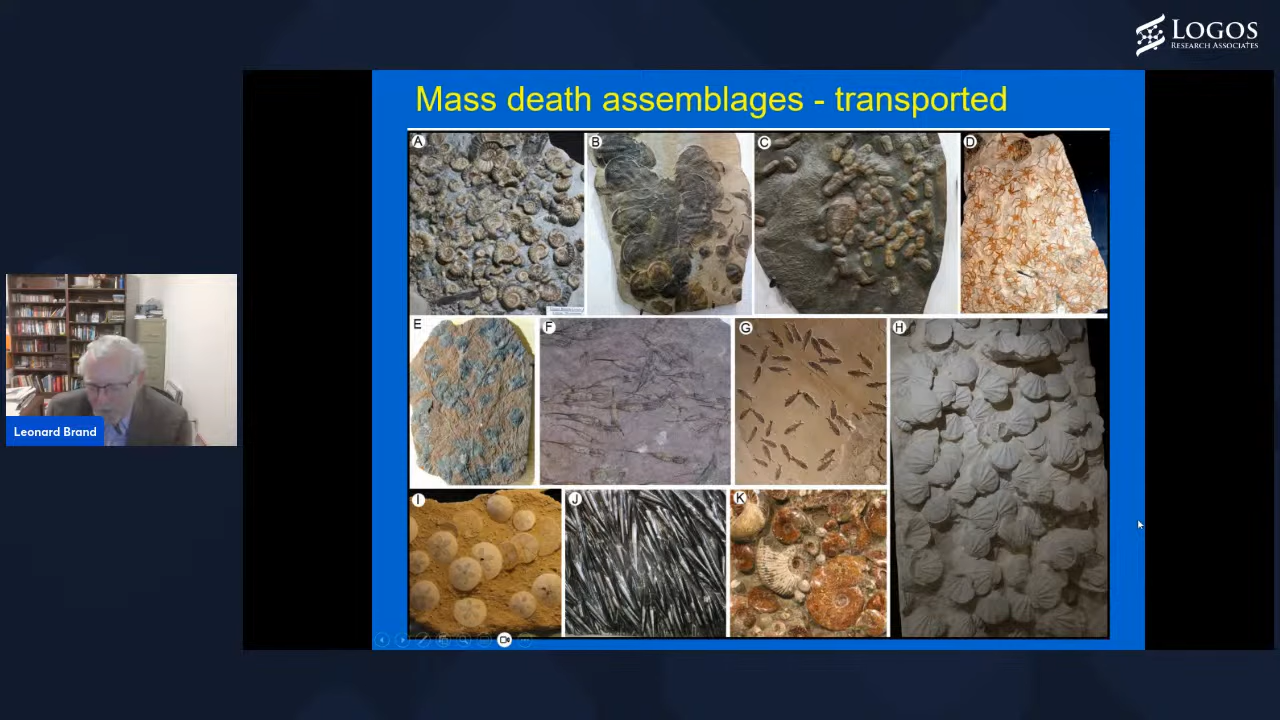 LOGOS
RESEARCH ASSOCIATES
Mass death assemblages - transported
A
B
C
D
E
F
G
H
I
J
K
Leonard Brand